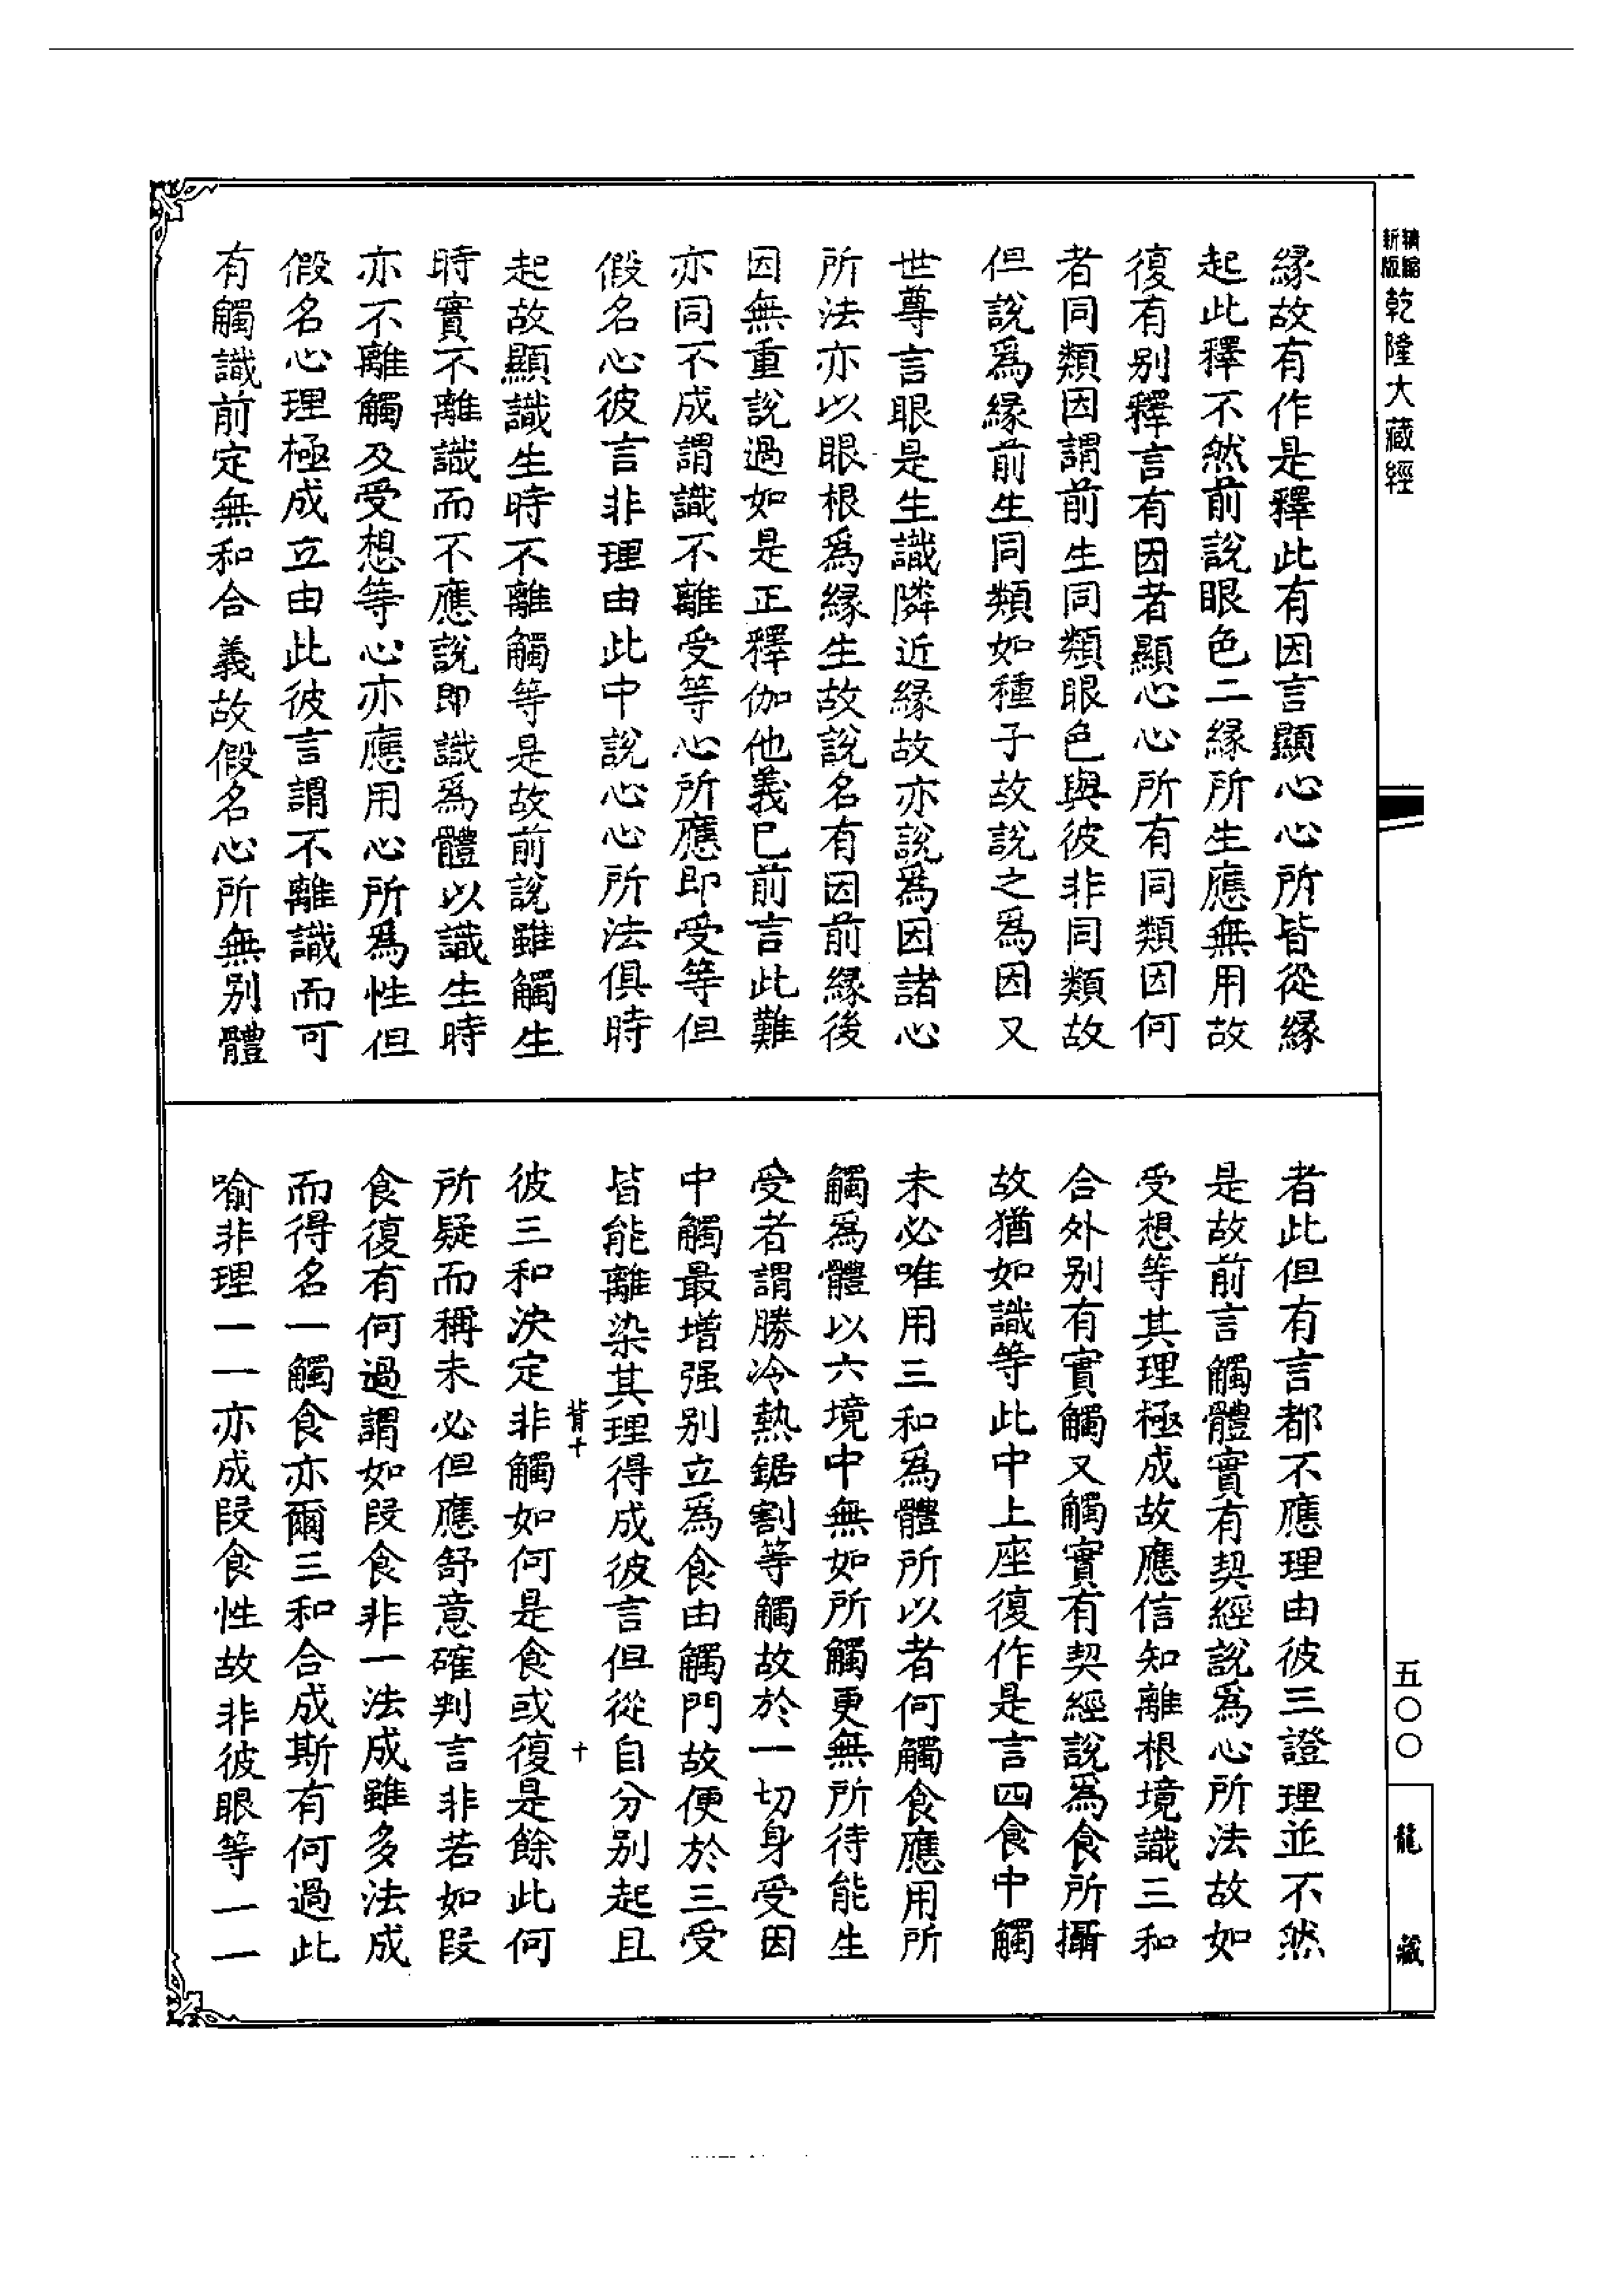 精縮
新版
乾隆大藏經
緣故有作是釋此有因言顯心心所皆從緣
起此釋不然前說眼色二緣所生應無用故
復有別釋言有因者顯心心所有同類因何
者同類因謂前生同類眼色與彼非同類故
但說爲緣前生同類如種子故說之爲因又
世尊言眼是生識隣近緣故亦說爲因諸心
所法亦以眼根爲緣生故說名有因前緣後
因無重說過如是正釋伽他義已前言此難
亦同不成謂識不離受等心所應即受等但
假名心彼言非理由此中說心心所法俱時
起故顯識生時不離觸等是故前說雖觸生
時實不離識而不應說即識爲體以識生時
亦不離觸及受想等心亦應用心所爲性但
假名心理極成立由此彼言謂不離識而可
有觸識前定無和合義故假名心所無別體
者此但有言都不應理由彼三證理並不然
是故前言觸體實有契經說爲心所法故如
受想等其理極成故應信知離根境識三和
合外別有實觸又觸實有契經說爲食所攝
故猶如識等此中上座復作是言四食中觸
未必唯用三和爲體所以者何觸食應用所
觸爲體以六境中無如所觸更無所待能生
受者謂勝冷熱鋸割等觸故於一切身受因
中觸最增强別立爲食由觸門故便於三受
皆能離染其理得成彼言但從自分別起且
背十
十
彼三和決定非觸如何是食或復是餘此何
所疑而稱未必但應舒意確判言非若如段
食復有何過謂如段食非一法成雖多法成
而得名一觸食亦爾三和合成斯有何過此
喻非理一一亦成段食性故非彼眼等一一
五〇〇
龍藏